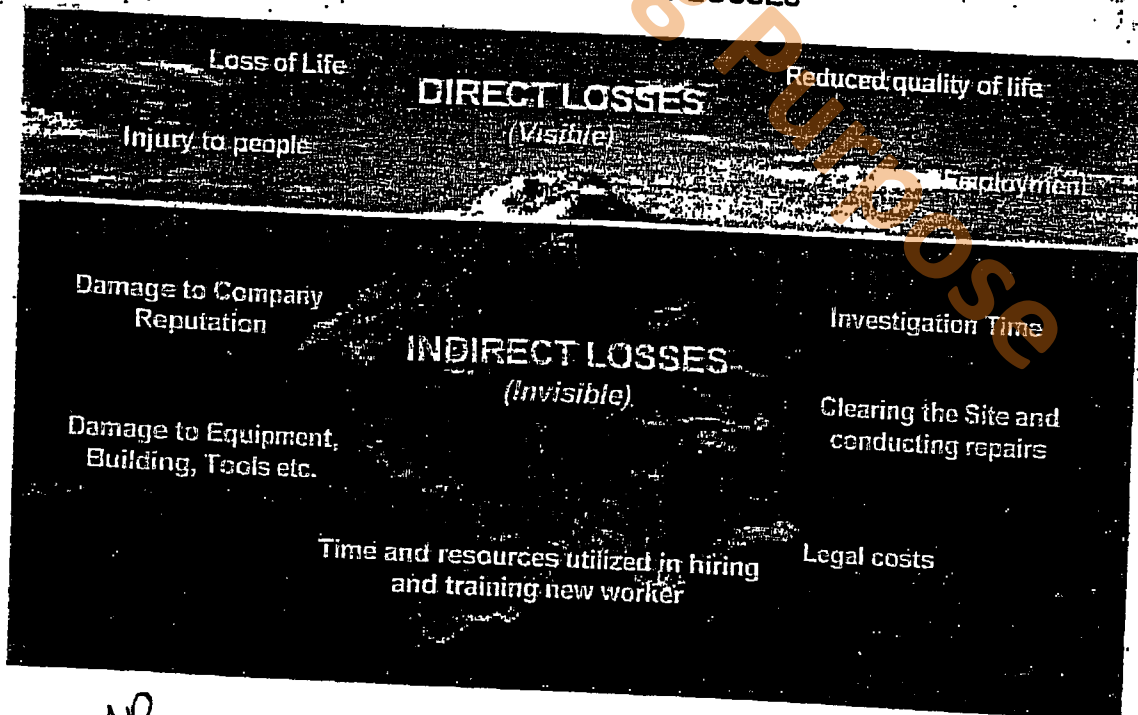 LOSSES
Loss of Life
DIRECT LOSSES
(Visible)
Reduced quality of life
Injury to people
Employment
Damage to Company
Reputation
INDIRECT LOSSES
(Invisible)
Investigation Time
Damage to Equipment,
Building, Tools etc.
Clearing the Site and
conducting repairs
Time and resources utilized in hiring
and training new worker
Legal costs
Purpose